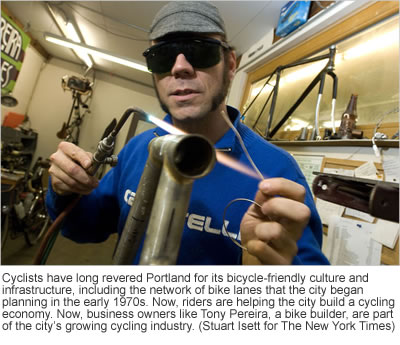 EIRA
Cyclists have long revered Portland for its bicycle-friendly culture and
infrastructure, including the network of bike lanes that the city began
planning in the early 1970s. Now, riders are helping the city build a cycling
economy. Now, business owners like Tony Pereira, a bike builder, are part
of the city's growing cycling industry. (Stuart Isett for The New York Times)